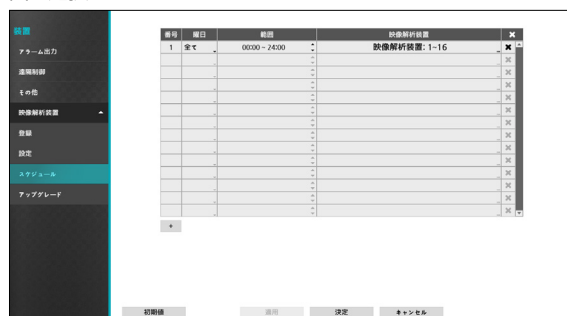 装置
アラーム出力
遠隔制御
その他
映像解析装置
登録
設定
スケジュール
アップグレード
番号 曜日 範囲 映像解析装置 ✖
1 全て 00:00 – 24:00 映像解析装置: 1~16 ✖
+
初期値 適用 決定 キャンセル